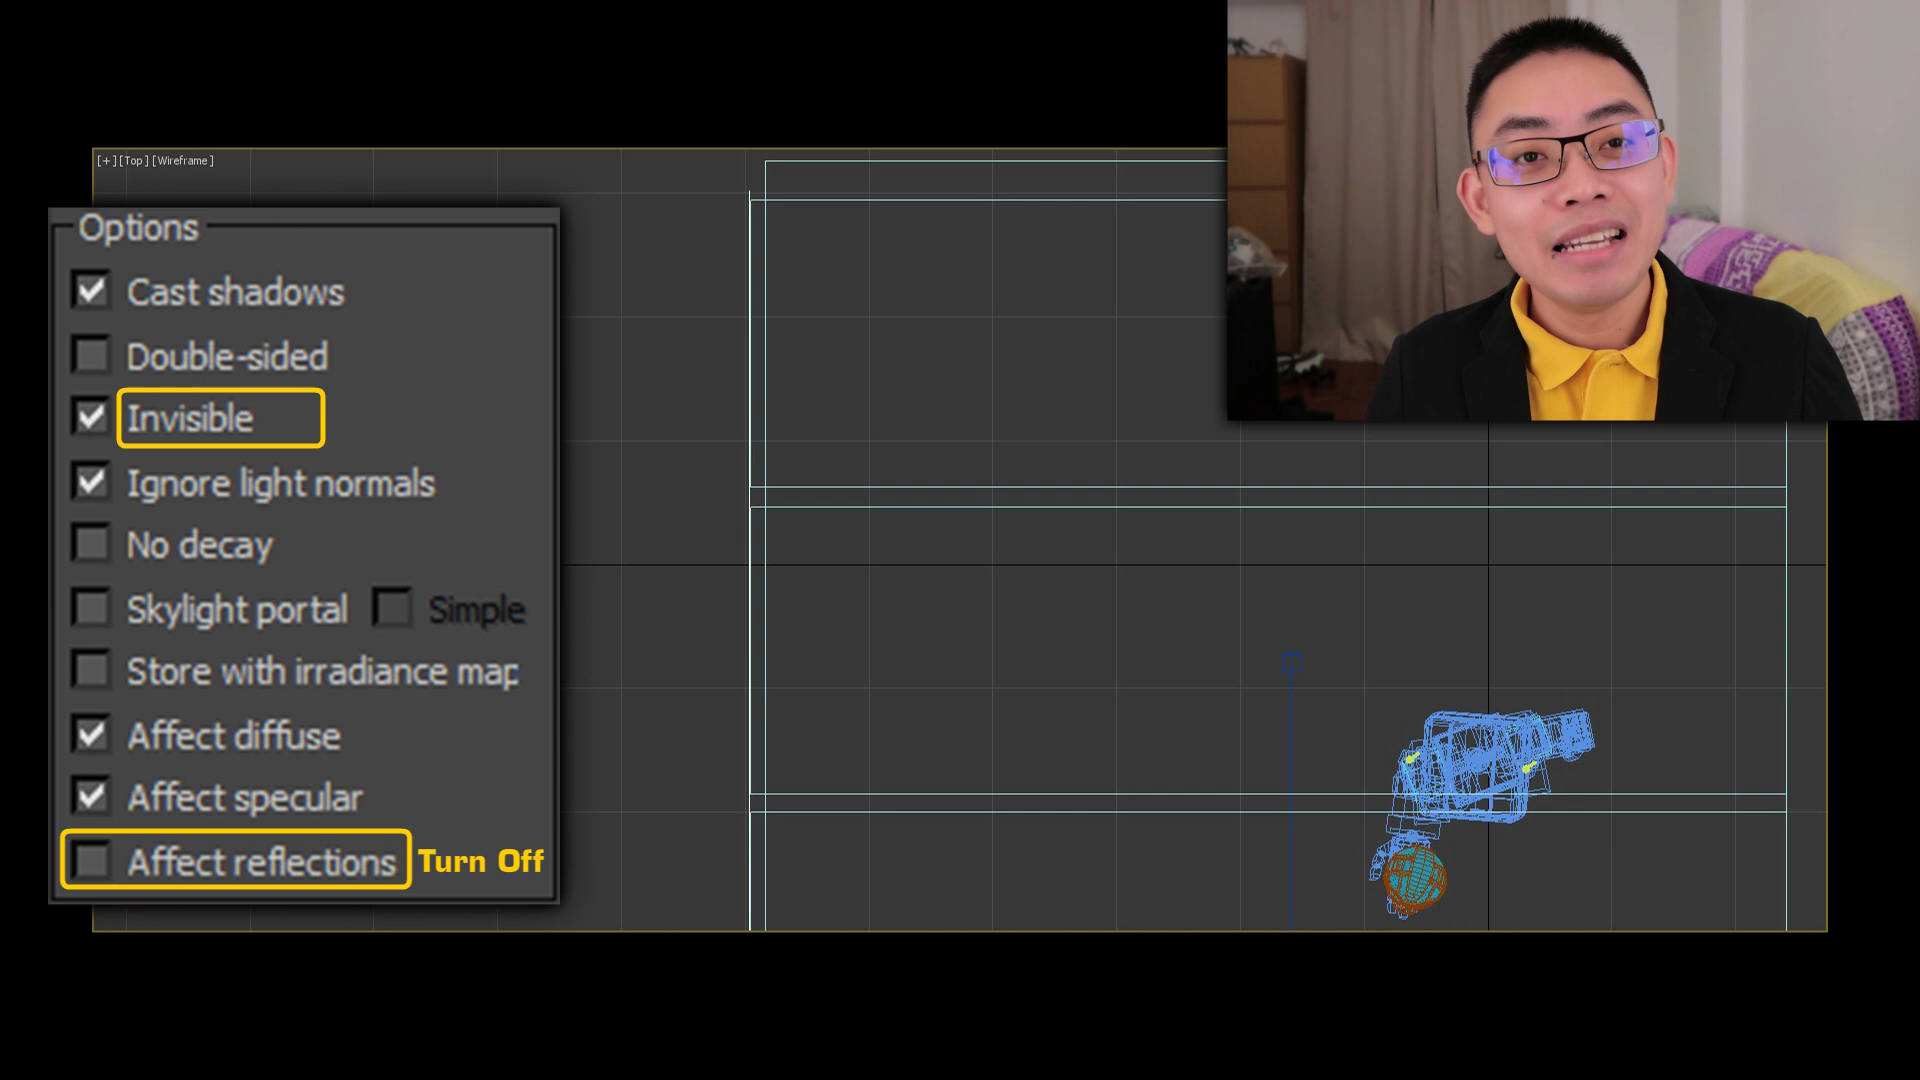 [+] [Top] [Wireframe]
Options
Cast shadows
Double-sided
Invisible
Ignore light normals
No decay
Skylight portal Simple
Store with irradiance map
Affect diffuse
Affect specular
Affect reflections Turn Off